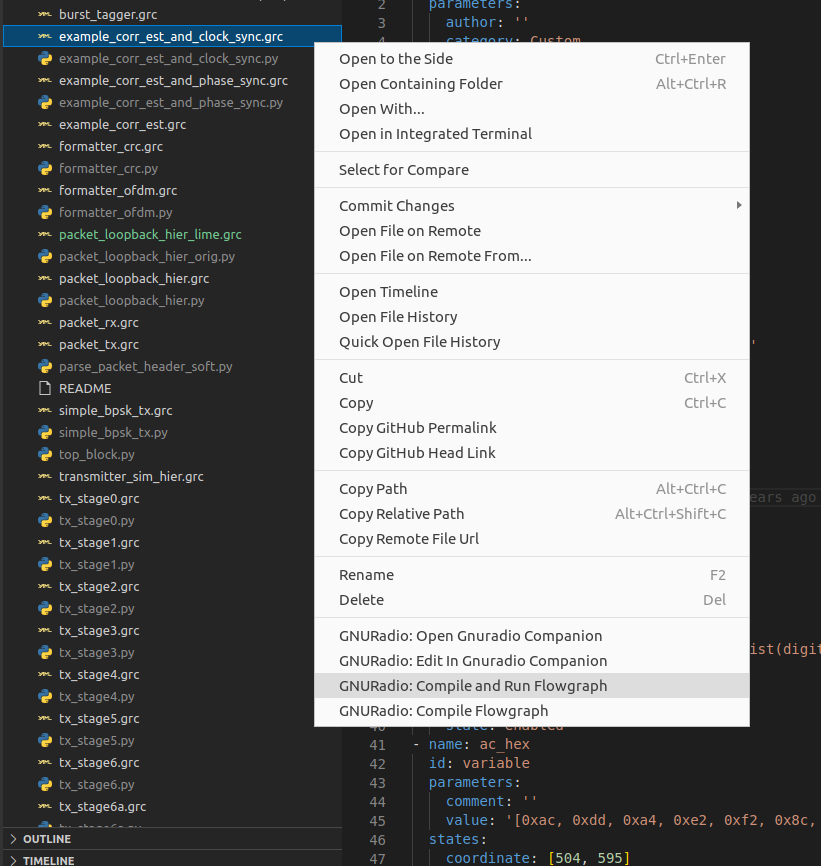 burst_tagger.grc
example_corr_est_and_clock_sync.grc
example_corr_est_and_clock_sync.py
example_corr_est_and_phase_sync.grc
example_corr_est_and_phase_sync.py
example_corr_est.grc
formatter_crc.grc
formatter_crc.py
formatter_ofdm.grc
formatter_ofdm.py
packet_loopback_hier_lime.grc
packet_loopback_hier_orig.py
packet_loopback_hier.grc
packet_loopback_hier.py
packet_rx.grc
packet_tx.grc
parse_packet_header_soft.py
README
simple_bpsk_tx.grc
simple_bpsk_tx.py
top_block.py
transmitter_sim_hier.grc
tx_stage0.grc
tx_stage0.py
tx_stage1.grc
tx_stage1.py
tx_stage2.grc
tx_stage2.py
tx_stage3.grc
tx_stage3.py
tx_stage4.grc
tx_stage4.py
tx_stage5.grc
tx_stage5.py
tx_stage6.grc
tx_stage6.py
tx_stage6a.grc
OUTLINE
TIMELINE
2 parameters:
3 author: ''
4 category: Custom
Open to the Side Ctrl+Enter
Open Containing Folder Alt+Ctrl+R
Open With...
Open in Integrated Terminal
Select for Compare
Commit Changes
Open File on Remote
Open File on Remote From...
Open Timeline
Open File History
Quick Open File History
Cut Ctrl+X
Copy Ctrl+C
Copy GitHub Permalink
Copy GitHub Head Link
Copy Path Alt+Ctrl+C
Copy Relative Path Alt+Ctrl+Shift+C
Copy Remote File Url
Rename F2
Delete Del
GNURadio: Open Gnuradio Companion
GNURadio: Edit In Gnuradio Companion
GNURadio: Compile and Run Flowgraph
GNURadio: Compile Flowgraph
ears ago
ist(digit
40 state: enabled
41 - name: ac_hex
42 id: variable
43 parameters:
44 comment: ''
45 value: '[0xac, 0xdd, 0xa4, 0xe2, 0xf2, 0x8c,
46 states:
47 coordinate: [504, 595]